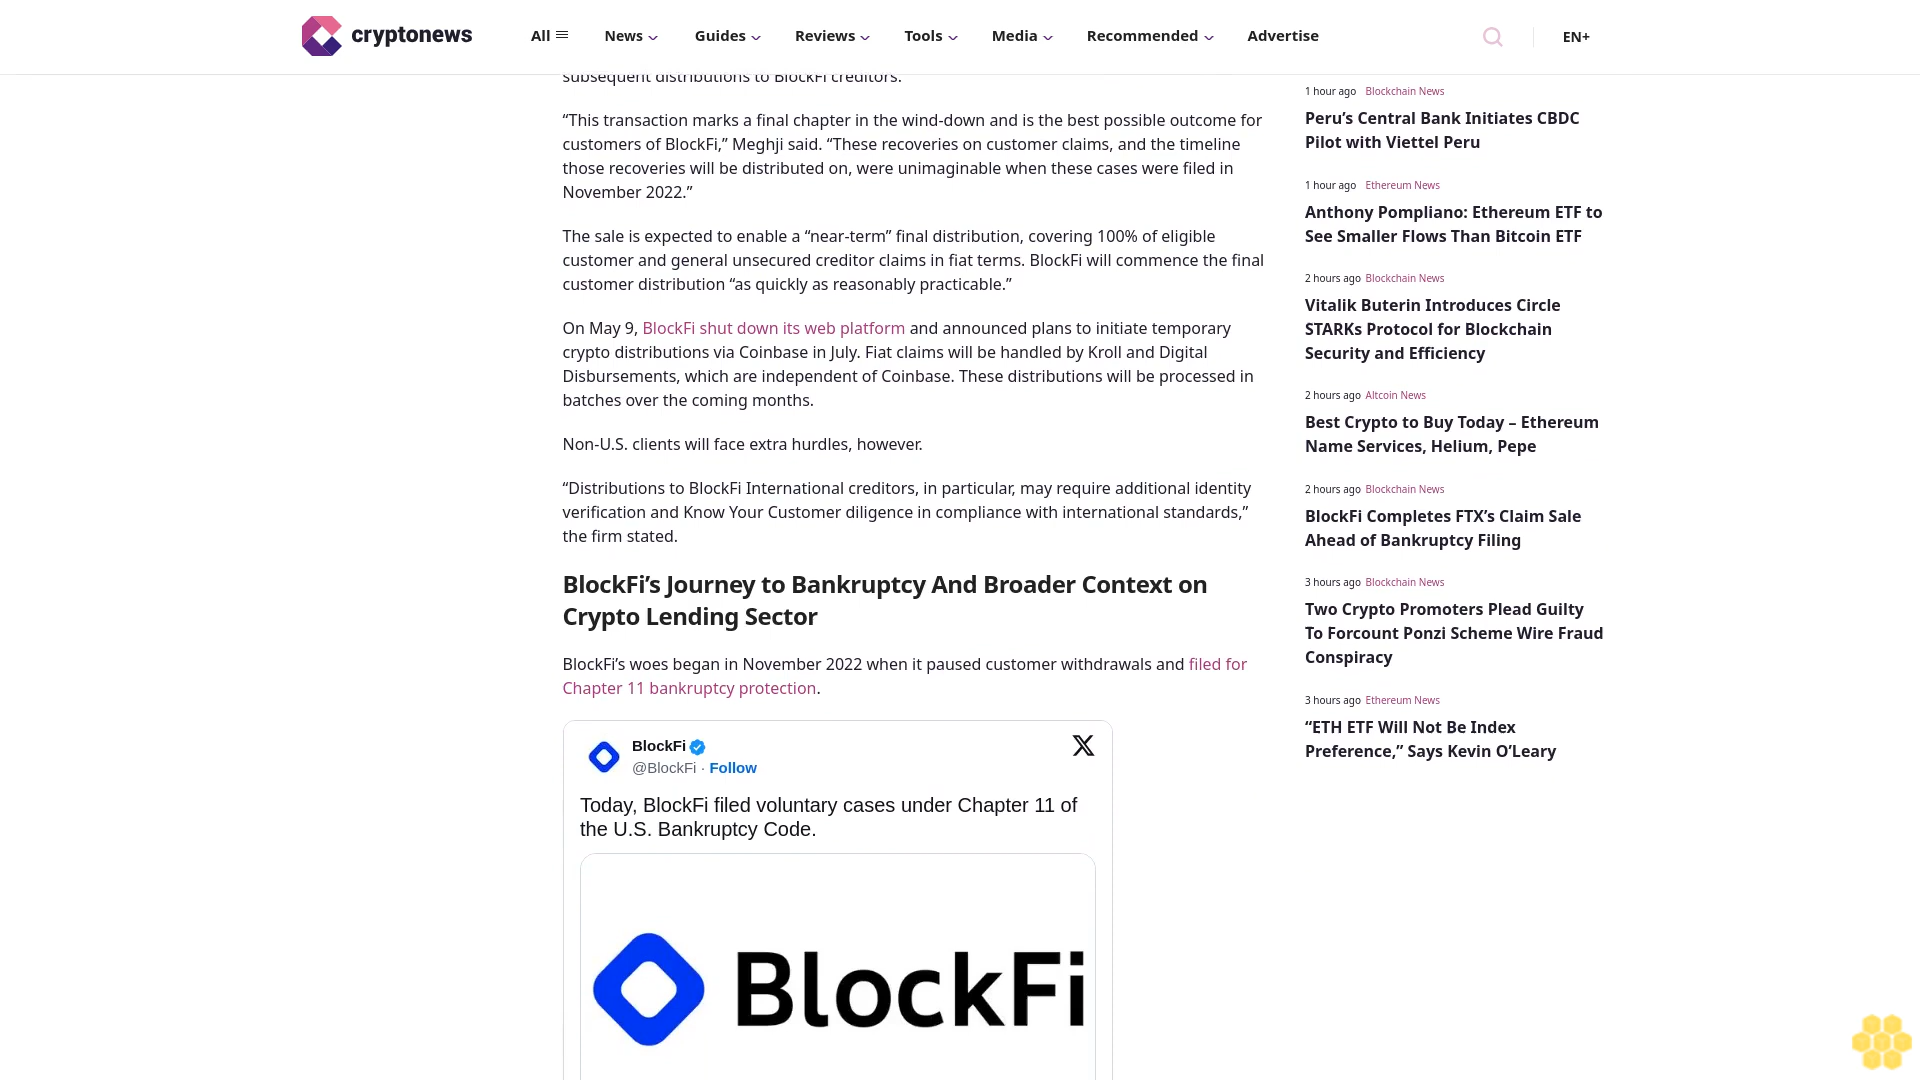 cryptonews
All
News
Guides
Reviews
Tools
Media
Recommended
Advertise
EN+
subsequent distributions to BlockFi creditors.
“This transaction marks a final chapter in the wind-down and is the best possible outcome for
customers of BlockFi,” Meghji said. “These recoveries on customer claims, and the timeline
those recoveries will be distributed on, were unimaginable when these cases were filed in
November 2022.”
The sale is expected to enable a “near-term” final distribution, covering 100% of eligible
customer and general unsecured creditor claims in fiat terms. BlockFi will commence the final
customer distribution “as quickly as reasonably practicable.”
On May 9, BlockFi shut down its web platform and announced plans to initiate temporary
crypto distributions via Coinbase in July. Fiat claims will be handled by Kroll and Digital
Disbursements, which are independent of Coinbase. These distributions will be processed in
batches over the coming months.
Non-U.S. clients will face extra hurdles, however.
“Distributions to BlockFi International creditors, in particular, may require additional identity
verification and Know Your Customer diligence in compliance with international standards,”
the firm stated.
BlockFi’s Journey to Bankruptcy And Broader Context on
Crypto Lending Sector
BlockFi’s woes began in November 2022 when it paused customer withdrawals and filed for
Chapter 11 bankruptcy protection.
BlockFi
@BlockFi · Follow
Today, BlockFi filed voluntary cases under Chapter 11 of
the U.S. Bankruptcy Code.
BlockFi
1 hour ago Blockchain News
Peru’s Central Bank Initiates CBDC
Pilot with Viettel Peru
1 hour ago Ethereum News
Anthony Pompliano: Ethereum ETF to
See Smaller Flows Than Bitcoin ETF
2 hours ago Blockchain News
Vitalik Buterin Introduces Circle
STARKs Protocol for Blockchain
Security and Efficiency
2 hours ago Altcoin News
Best Crypto to Buy Today – Ethereum
Name Services, Helium, Pepe
2 hours ago Blockchain News
BlockFi Completes FTX’s Claim Sale
Ahead of Bankruptcy Filing
3 hours ago Blockchain News
Two Crypto Promoters Plead Guilty
To Forcount Ponzi Scheme Wire Fraud
Conspiracy
3 hours ago Ethereum News
“ETH ETF Will Not Be Index
Preference,” Says Kevin O’Leary